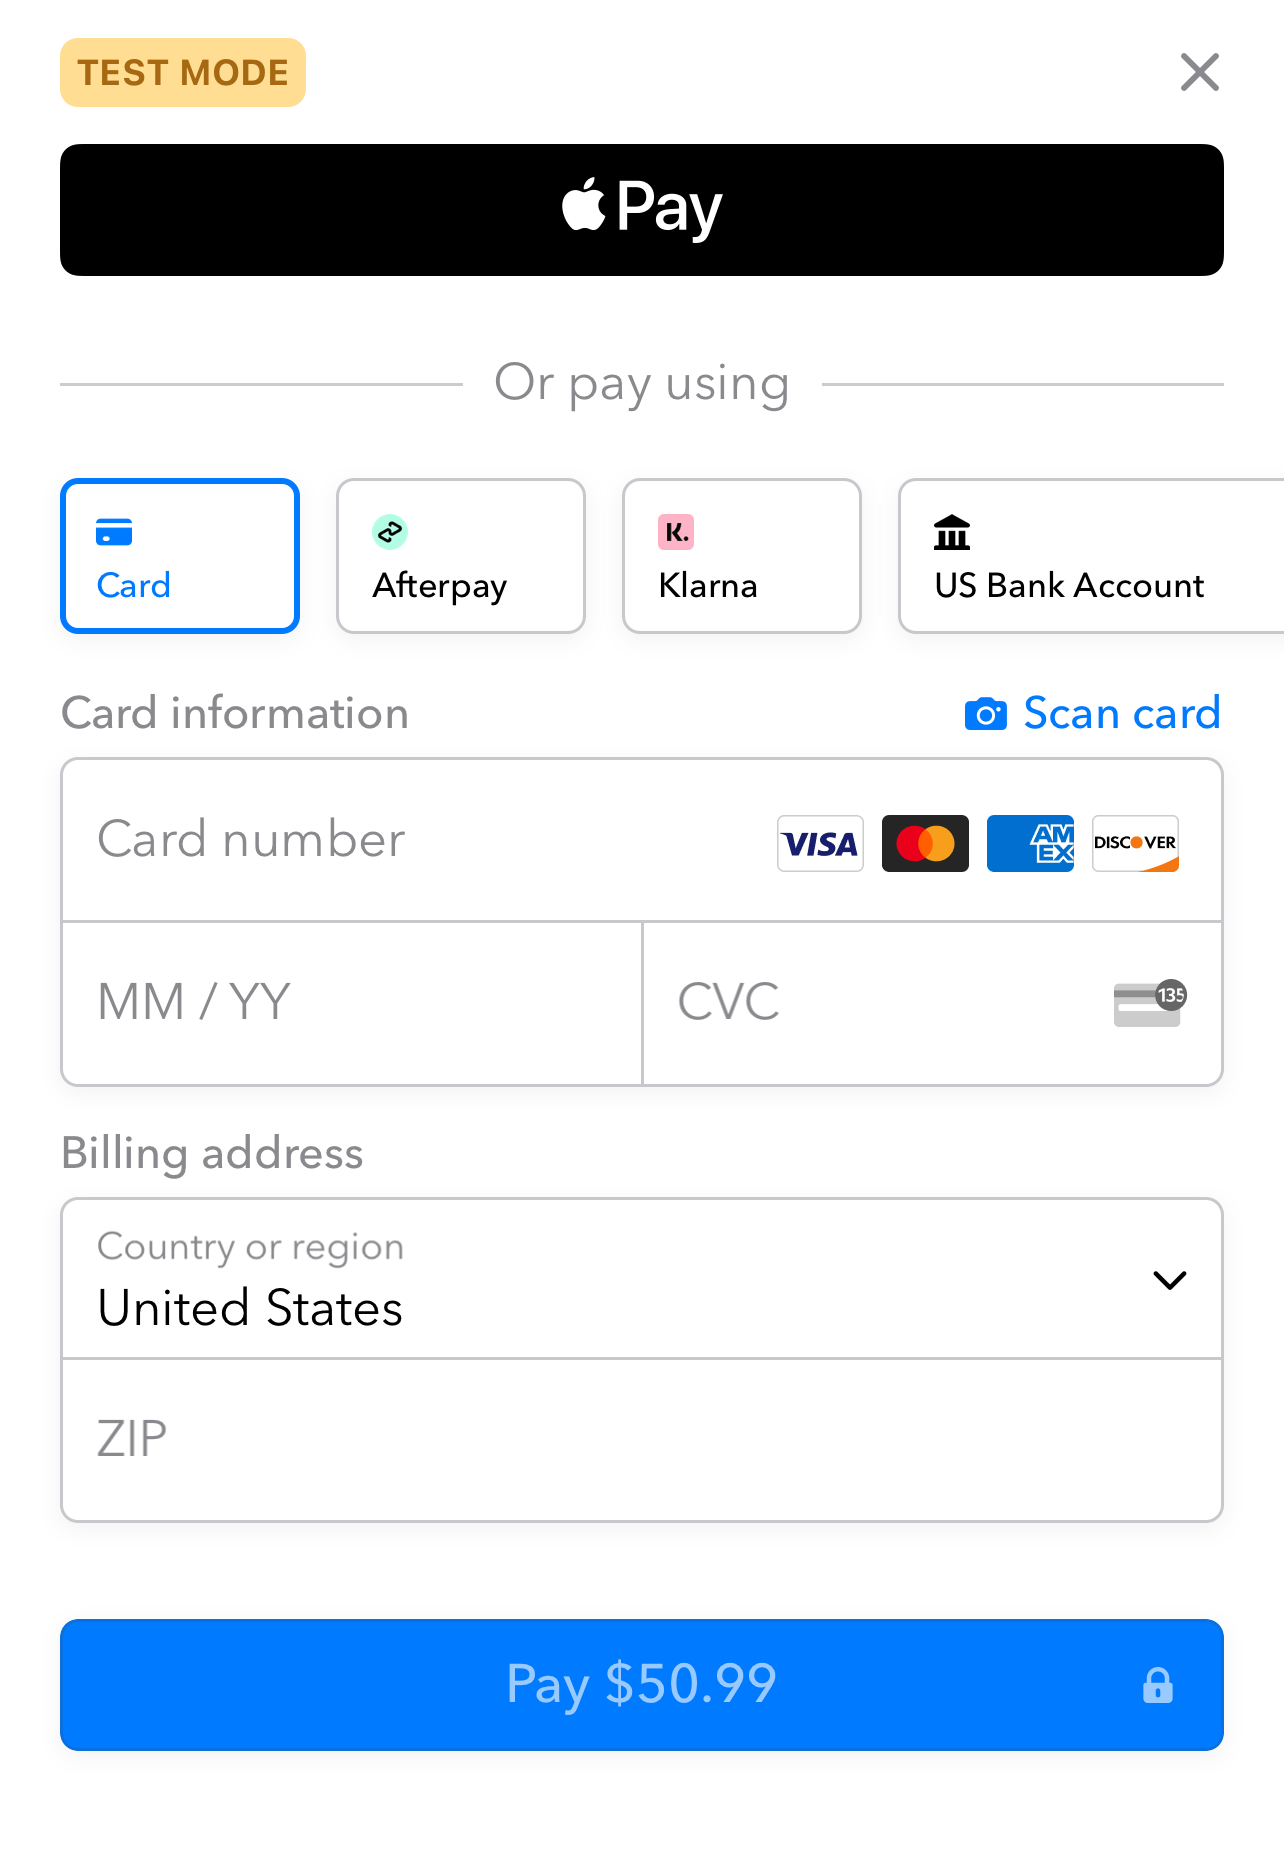 TEST MODE
Pay
Or pay using
Card
Afterpay
K.
Klarna
US Bank Account
Card information
Scan card
Card number
VISA
AM
EX
DISCOVER
MM / YY
CVC
135
Billing address
Country or region
United States
ZIP
Pay $50.99